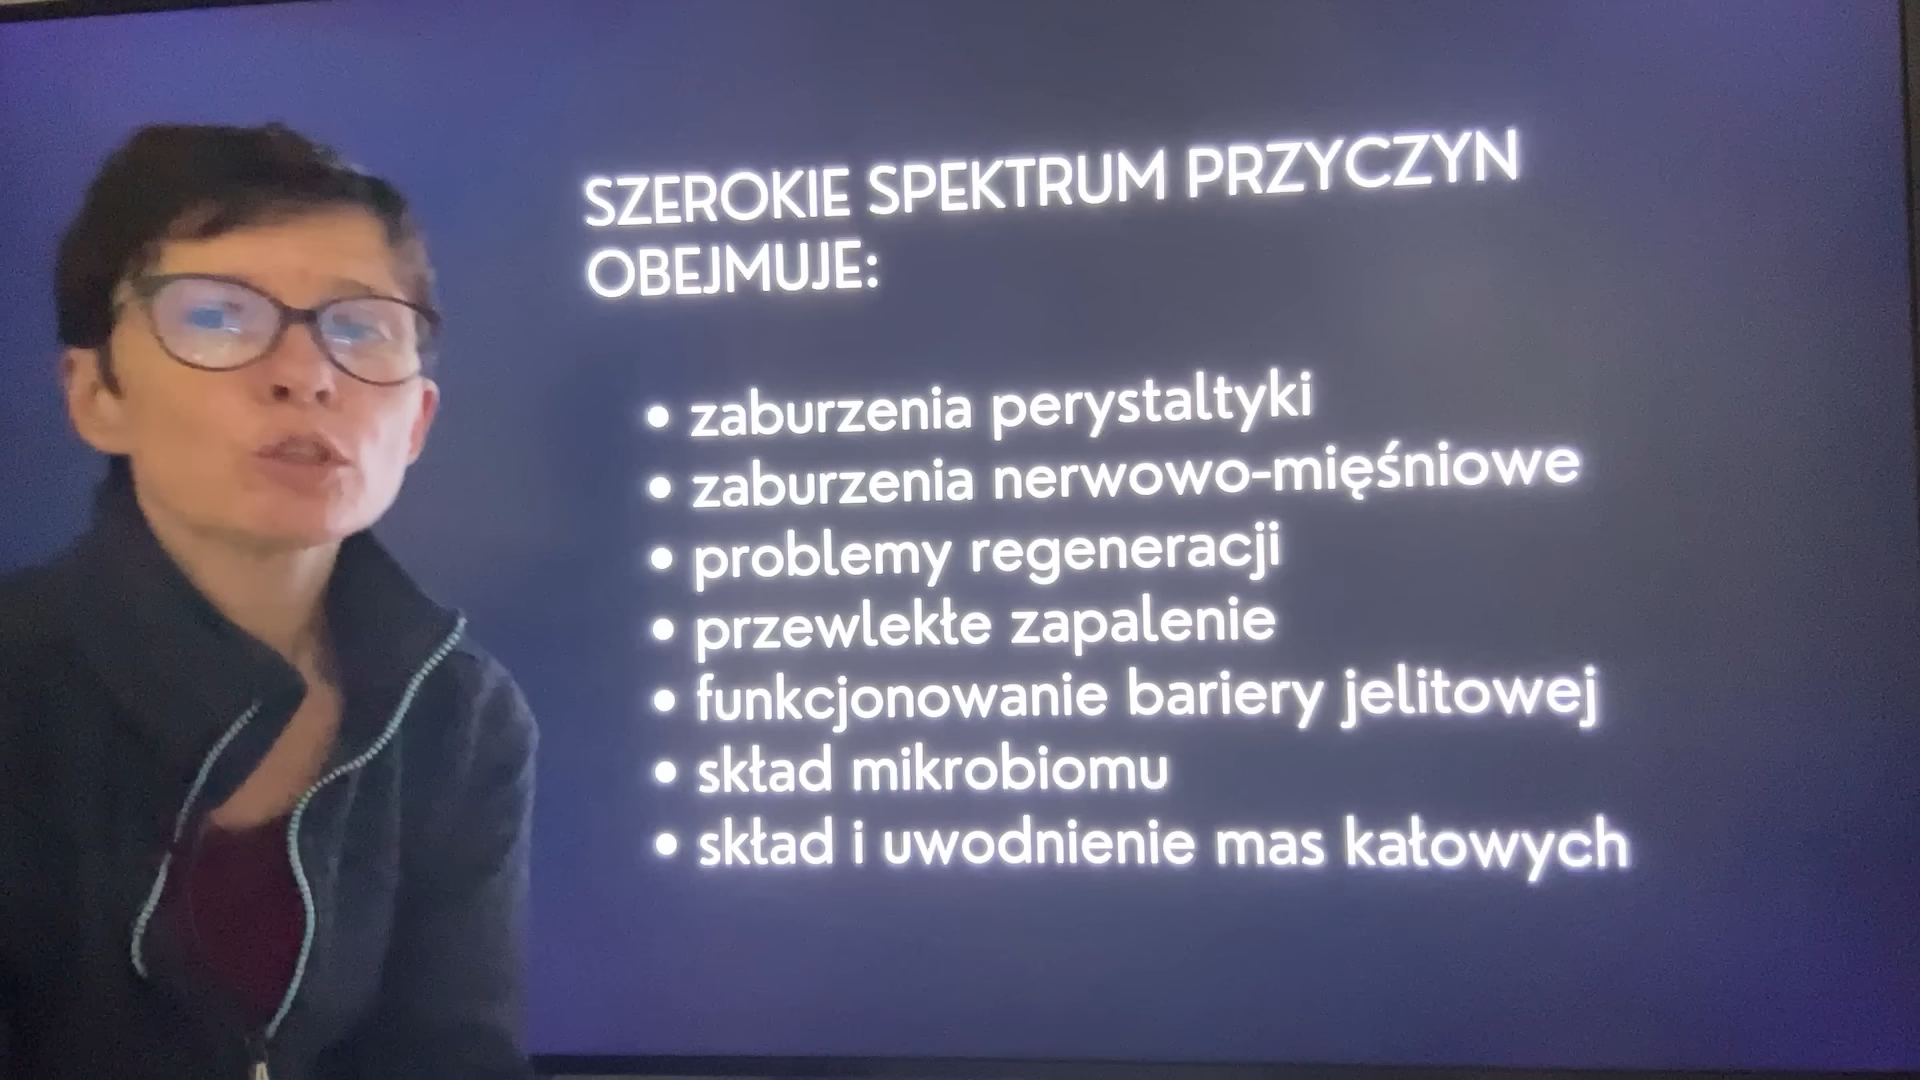 SZEROKIE SPEKTRUM PRZYCZYN
OBEJMUJE:
• zaburzenia perystaltyki
• zaburzenia nerwowo-mięśniowe
• problemy regeneracji
• przewlekłe zapalenie
• funkcjonowanie bariery jelitowej
• skład mikrobiomu
• skład i uwodnienie mas kałowych